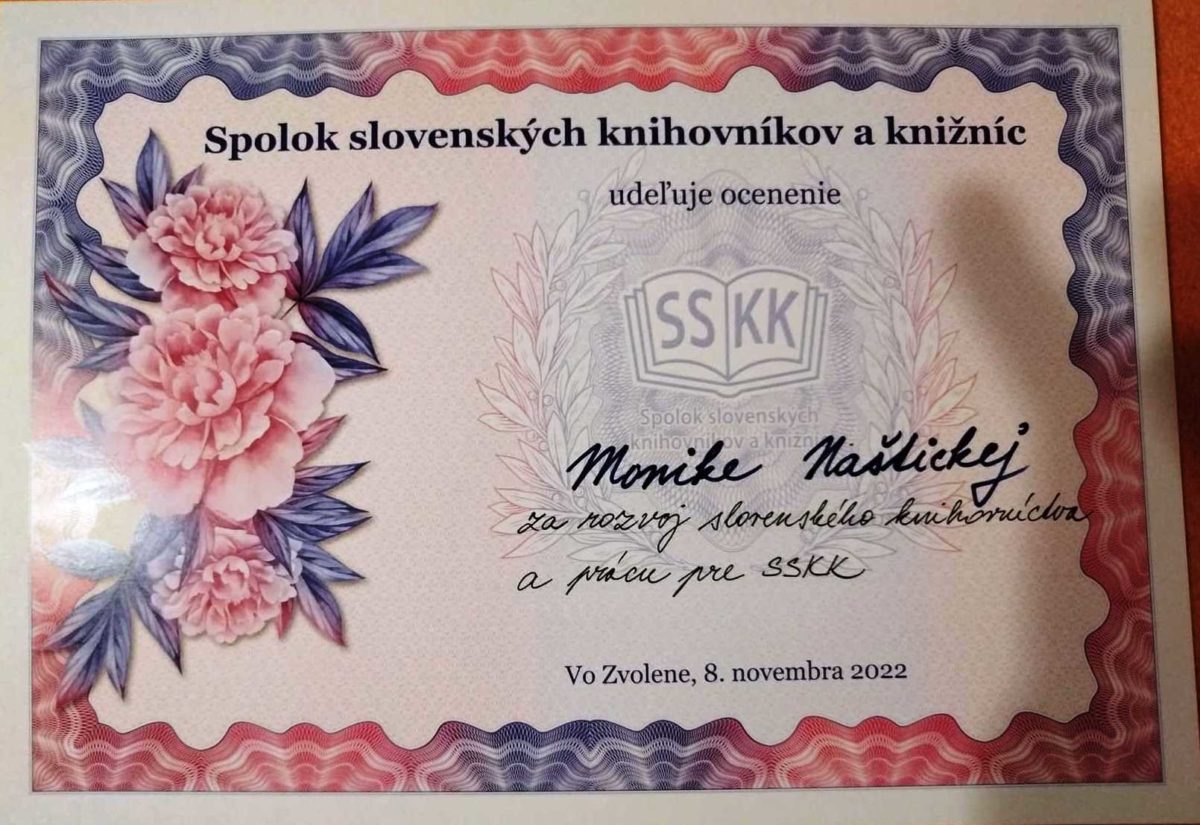 Spolok slovenských knihovníkov a knižníc
udeľuje ocenenie
SSKK
Spolok slovenských
knihovníkov a knižníc
Monike Naštickej
za rozvoj slovenského knihovníctva
a prácu pre SSKK
Vo Zvolene, 8. novembra 2022